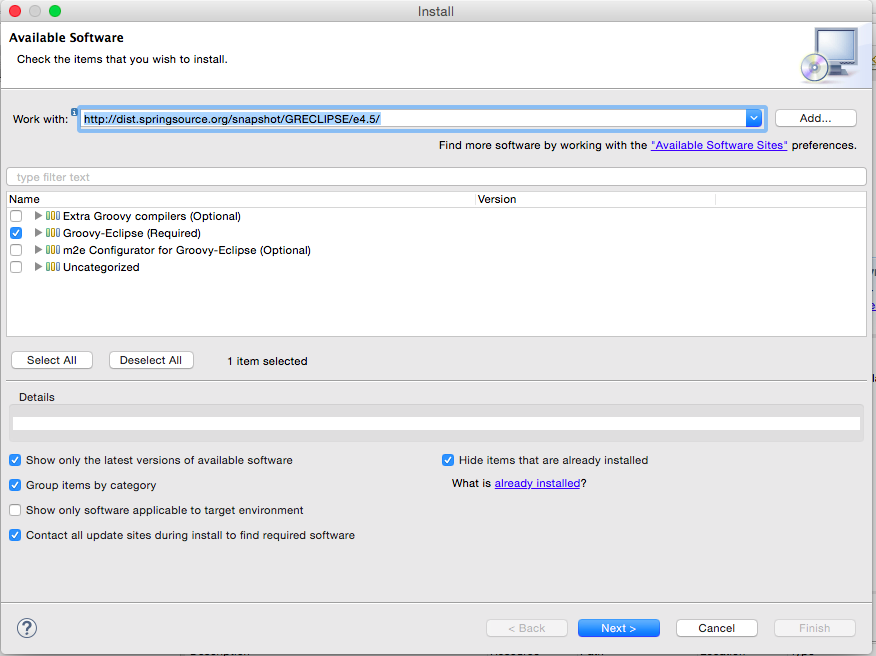 Install
Available Software
Check the items that you wish to install.
Work with: http://dist.springsource.org/snapshot/GRECLIPSE/e4.5/ Add...
Find more software by working with the "Available Software Sites" preferences.
type filter text
Name Version
Extra Groovy compilers (Optional)
Groovy-Eclipse (Required)
m2e Configurator for Groovy-Eclipse (Optional)
Uncategorized
Select All Deselect All 1 item selected
Details
Show only the latest versions of available software Hide items that are already installed
Group items by category What is already installed?
Show only software applicable to target environment
Contact all update sites during install to find required software
? < Back Next > Cancel Finish